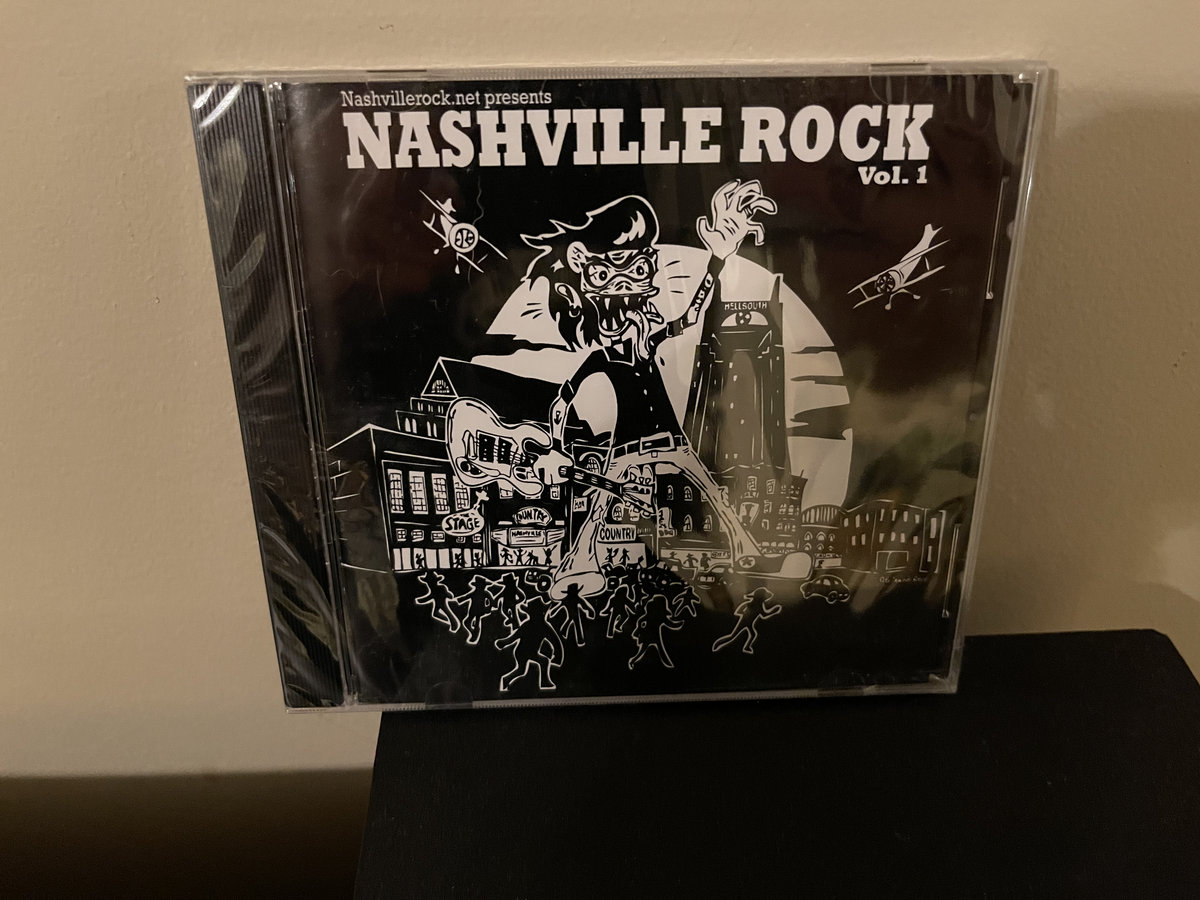 Nashvillerock.net presents
NASHVILLE ROCK
Vol. 1
HELLSOUTH
STAGE
COUNTRY